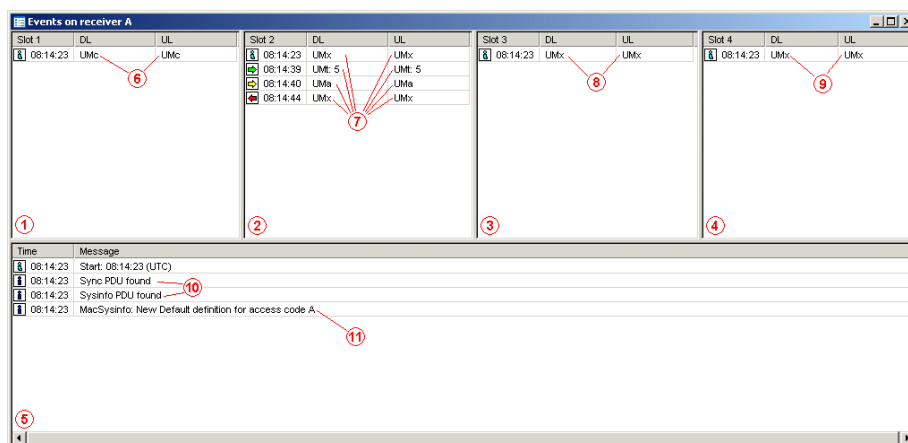 Events on receiver A
Slot 1 DL UL
08:14:23 UMc UMc
6
1
Slot 2 DL UL
08:14:23 UMx UMx
08:14:39 UMt: 5 UMt: 5
08:14:40 UMa UMa
08:14:44 UMx UMx
7
2
Slot 3 DL UL
08:14:23 UMx UMx
8
3
Slot 4 DL UL
08:14:23 UMx UMx
9
4
Time Message
08:14:23 Start: 08:14:23 (UTC)
08:14:23 Sync PDU found
10
08:14:23 Sysinfo PDU found
08:14:23 MacSysinfo: New Default definition for access code A
11
5